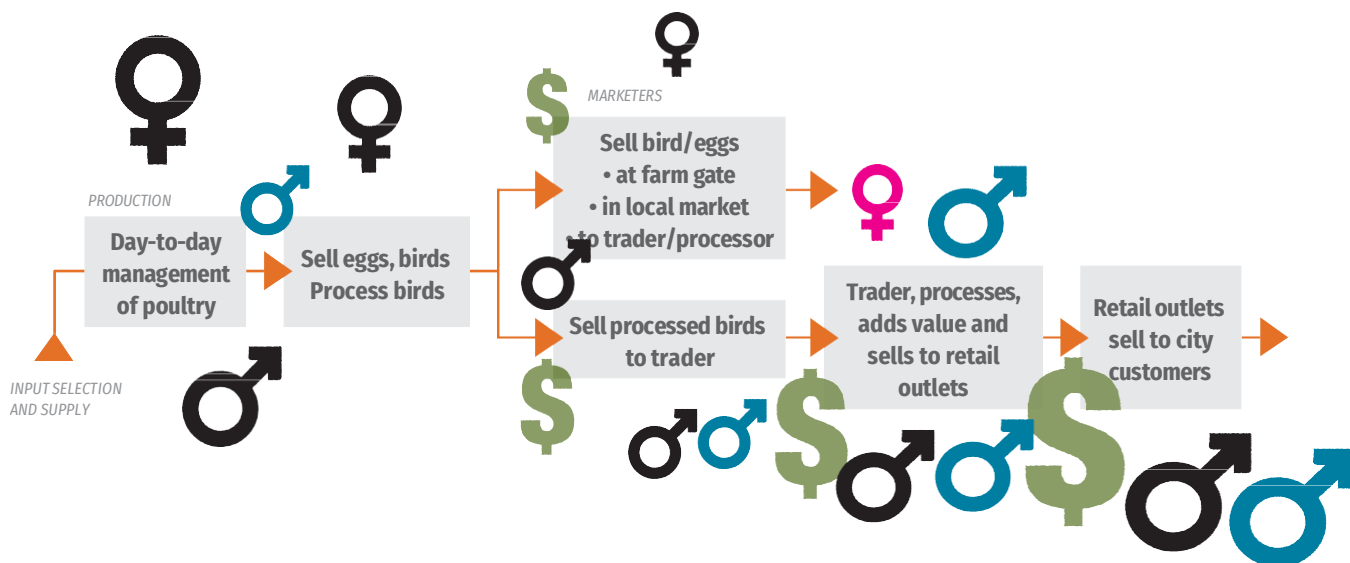 PRODUCTION
Day-to-day
management
of poultry
INPUT SELECTION
AND SUPPLY
Sell eggs, birds
Process birds
$
MARKETERS
Sell bird/eggs
• at farm gate
• in local market
• to trader/processor
Sell processed birds
to trader
$
Trader, processes,
adds value and
sells to retail
outlets
$
Retail outlets
sell to city
customers
$